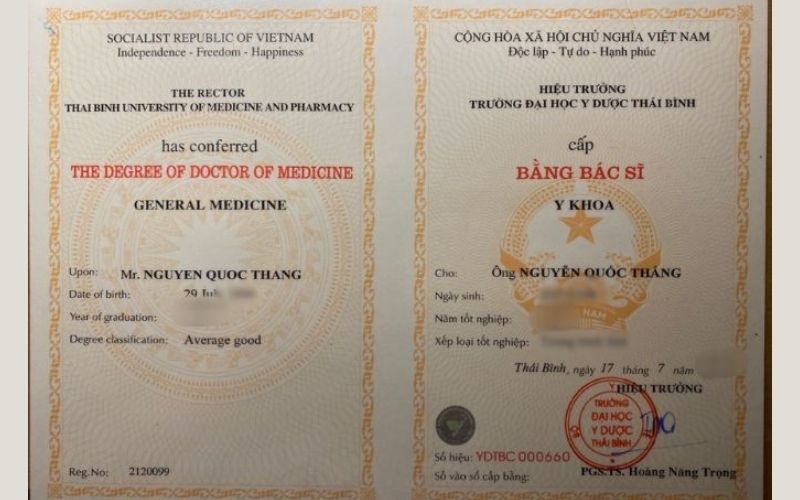 SOCIALIST REPUBLIC OF VIETNAM
Independence - Freedom - Happiness
THE RECTOR
THAI BINH UNIVERSITY OF MEDICINE AND PHARMACY
has conferred
THE DEGREE OF DOCTOR OF MEDICINE
GENERAL MEDICINE
Upon: Mr. NGUYEN QUOC THANG
Date of birth: 29 July
Year of graduation:
Degree classification: Average good
Reg.No: 2120099
CỘNG HÒA XÃ HỘI CHỦ NGHĨA VIỆT NAM
Độc lập - Tự do - Hạnh phúc
HIỆU TRƯỞNG
TRƯỜNG ĐẠI HỌC Y DƯỢC THÁI BÌNH
cấp
BẰNG BÁC SĨ
Y KHOA
Cho: Ông NGUYỄN QUỐC THẮNG
Ngày sinh:
NAM
Năm tốt nghiệp:
Xếp loại tốt nghiệp:
Thái Bình, ngày 17 tháng 7 năm
HIỆU TRƯỞNG
TRƯỜNG
ĐẠI HỌC
Y DƯỢC
THÁI BÌNH
Số hiệu: YDTBC 000660
Số vào sổ cấp bằng:
PGS.TS. Hoàng Năng Trọng